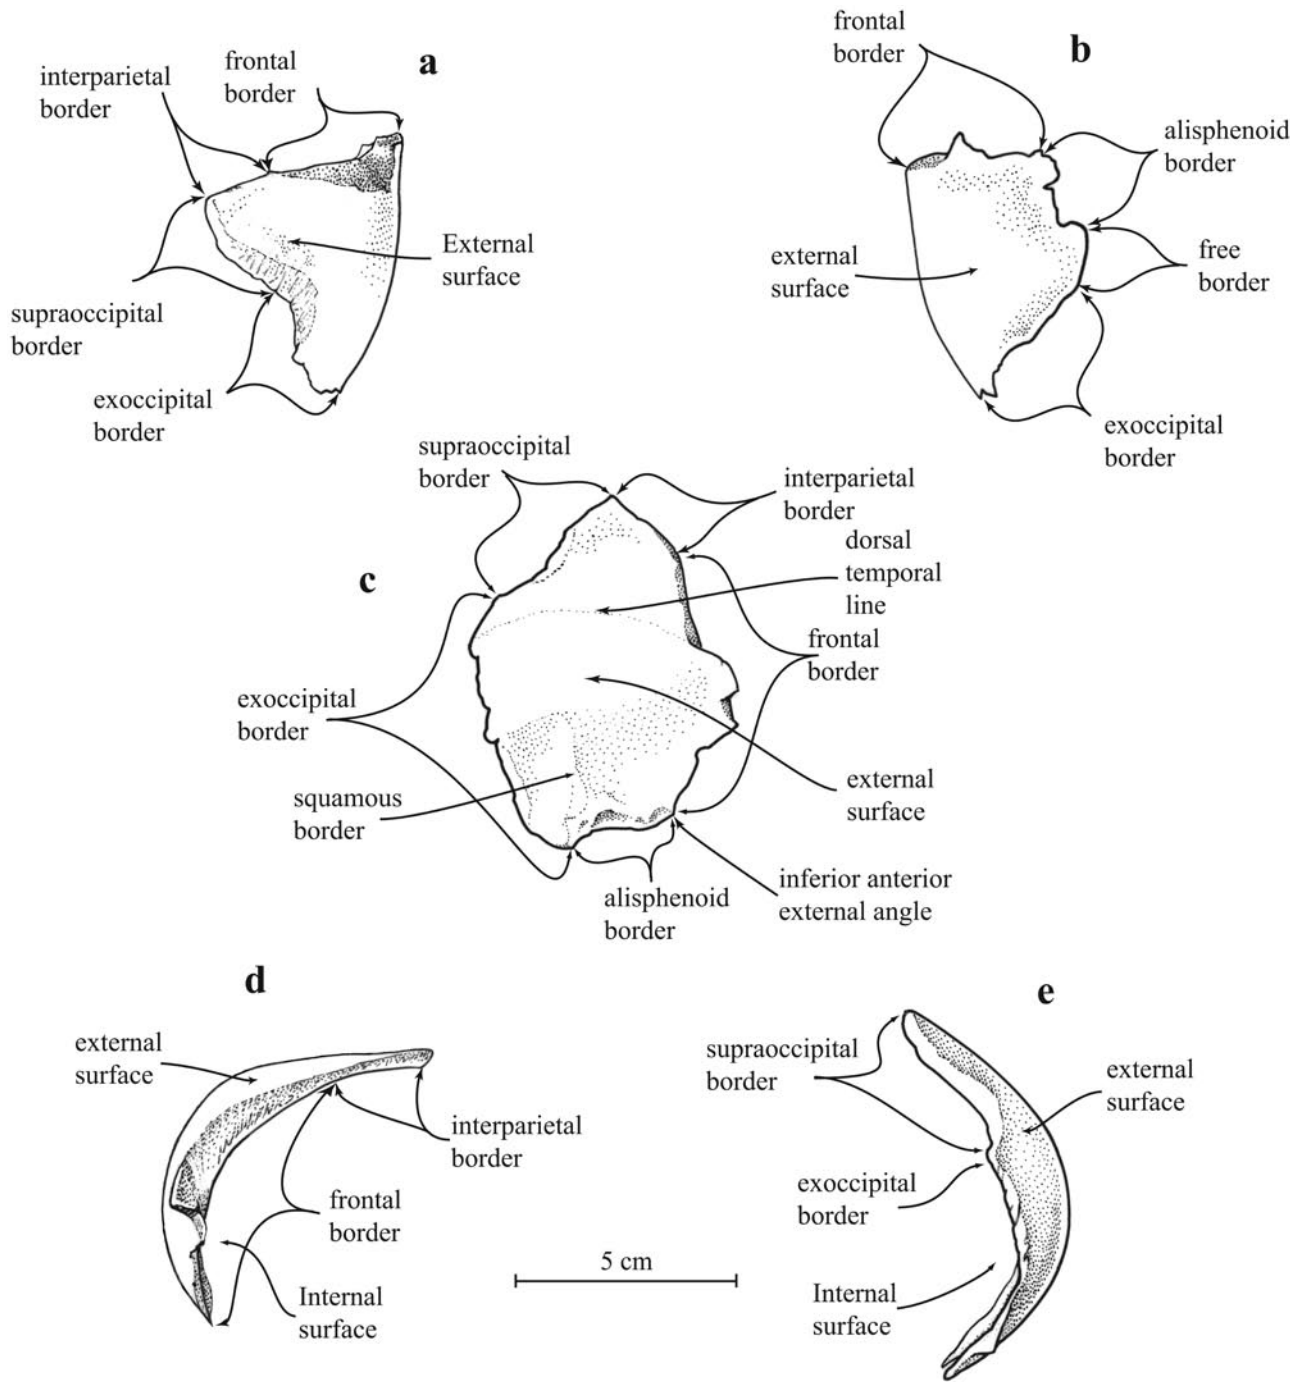 a
interparietal
border
frontal
border
External
surface
supraoccipital
border
exoccipital
border
b
frontal
border
alisphenoid
border
external
surface
free
border
exoccipital
border
c
supraoccipital
border
interparietal
border
dorsal
temporal
line
frontal
border
exoccipital
border
squamous
border
external
surface
inferior anterior
external angle
alisphenoid
border
d
external
surface
interparietal
border
frontal
border
Internal
surface
5 cm
e
supraoccipital
border
external
surface
exoccipital
border
Internal
surface